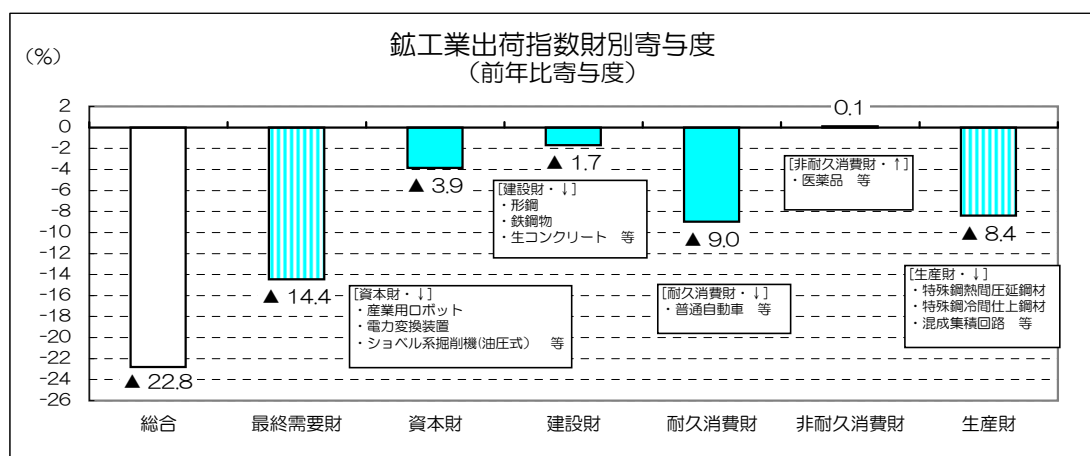 鉱工業出荷指数財別寄与度
（前年比寄与度）
（%）
2
0
-2
-4
-6
-8
-10
-12
-14
-16
-18
-20
-22
-24
-26
▲ 22.8
▲ 14.4
▲ 3.9
▲ 1.7
▲ 9.0
0.1
▲ 8.4
[資本財・↓]
・産業用ロボット
・電力変換装置
・ショベル系掘削機(油圧式)　等
[建設財・↓]
・形鋼
・鉄鋼物
・生コンクリート　等
[耐久消費財・↓]
・普通自動車　等
[非耐久消費財・↑]
・医薬品　等
[生産財・↓]
・特殊鋼熱間圧延鋼材
・特殊鋼冷間仕上鋼材
・混成集積回路　等
総合　最終需要財　資本財　建設財　耐久消費財　非耐久消費財　生産財